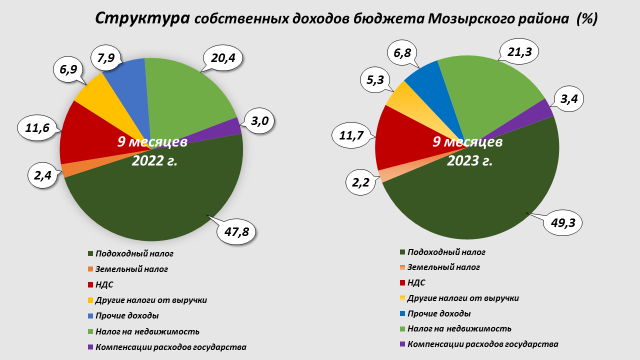 Структура собственных доходов бюджета Мозырского района (%)
7,9
20,4
6,9
11,6
3,0
2,4
47,8
9 месяцев
2022 г.
Подоходный налог
Земельный налог
НДС
Другие налоги от выручки
Прочие доходы
Налог на недвижимость
Компенсации расходов государства
6,8
21,3
5,3
3,4
11,7
2,2
49,3
9 месяцев
2023 г.
Подоходный налог
Земельный налог
НДС
Другие налоги от выручки
Прочие доходы
Налог на недвижимость
Компенсации расходов государства